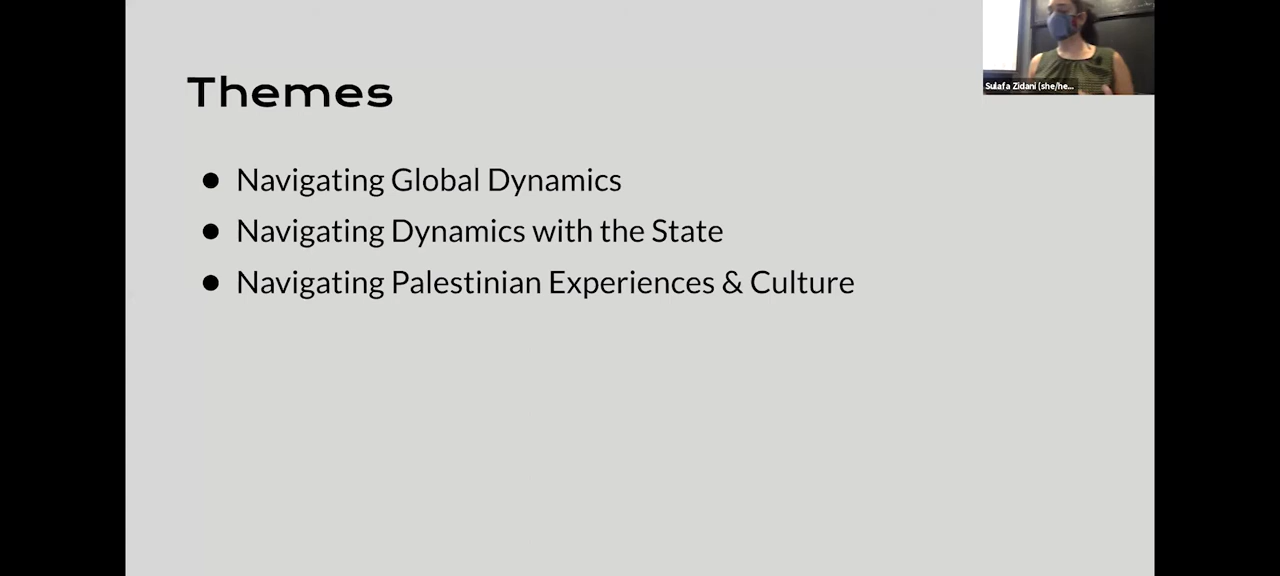 Themes
● Navigating Global Dynamics
● Navigating Dynamics with the State
● Navigating Palestinian Experiences & Culture
Sulafa Zidani (she/he...